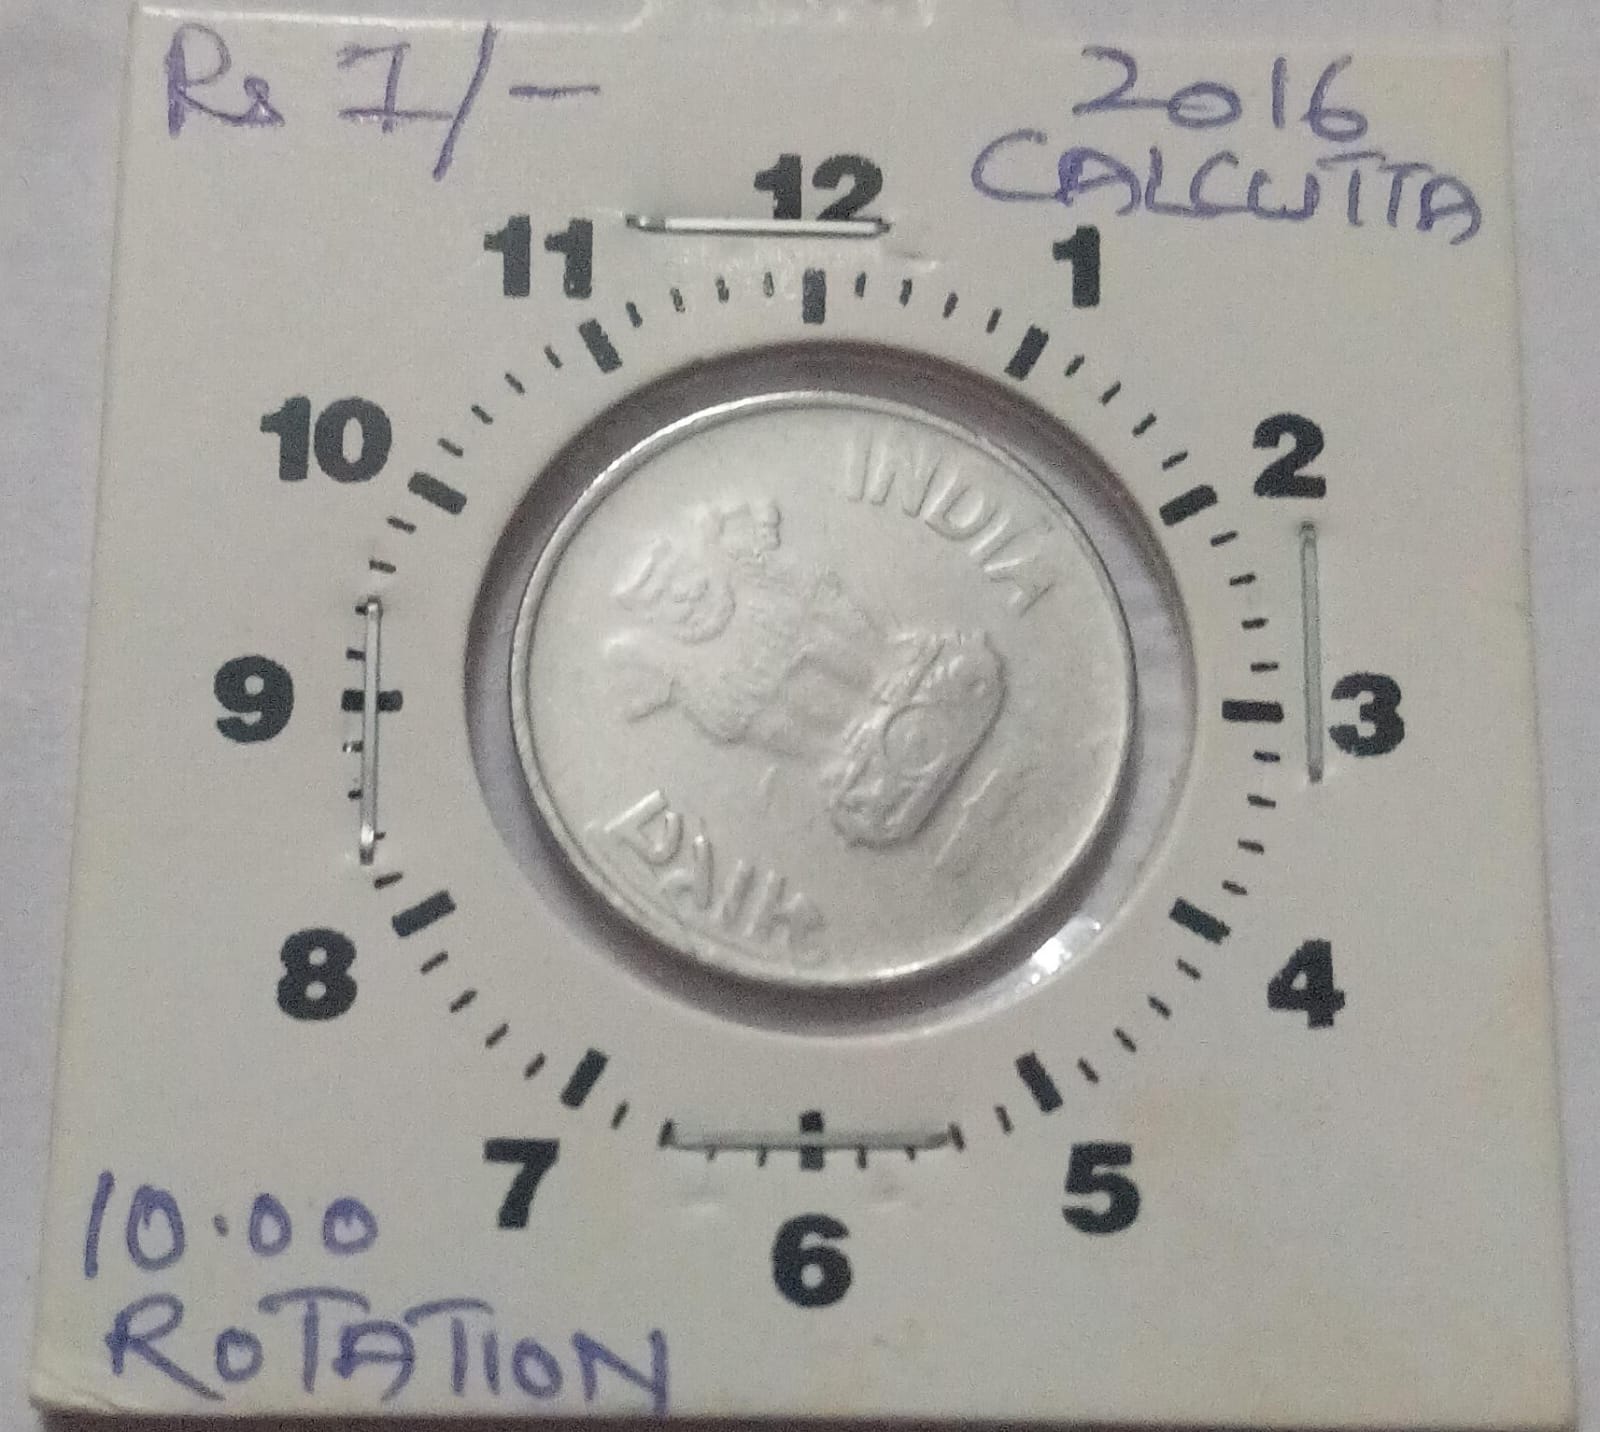 Rs 1/-
2016
CALCUTTA
12
11
1
10
2
INDIA
9
3
भारत
8
4
7
5
6
10.00
ROTATION